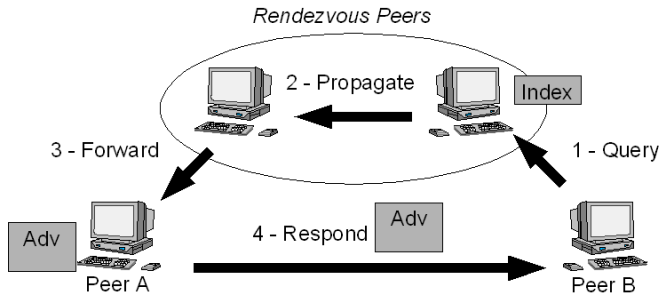 Rendezvous Peers
2 - Propagate
Index
3 - Forward
1 - Query
Adv
4 - Respond
Adv
Peer A
Peer B